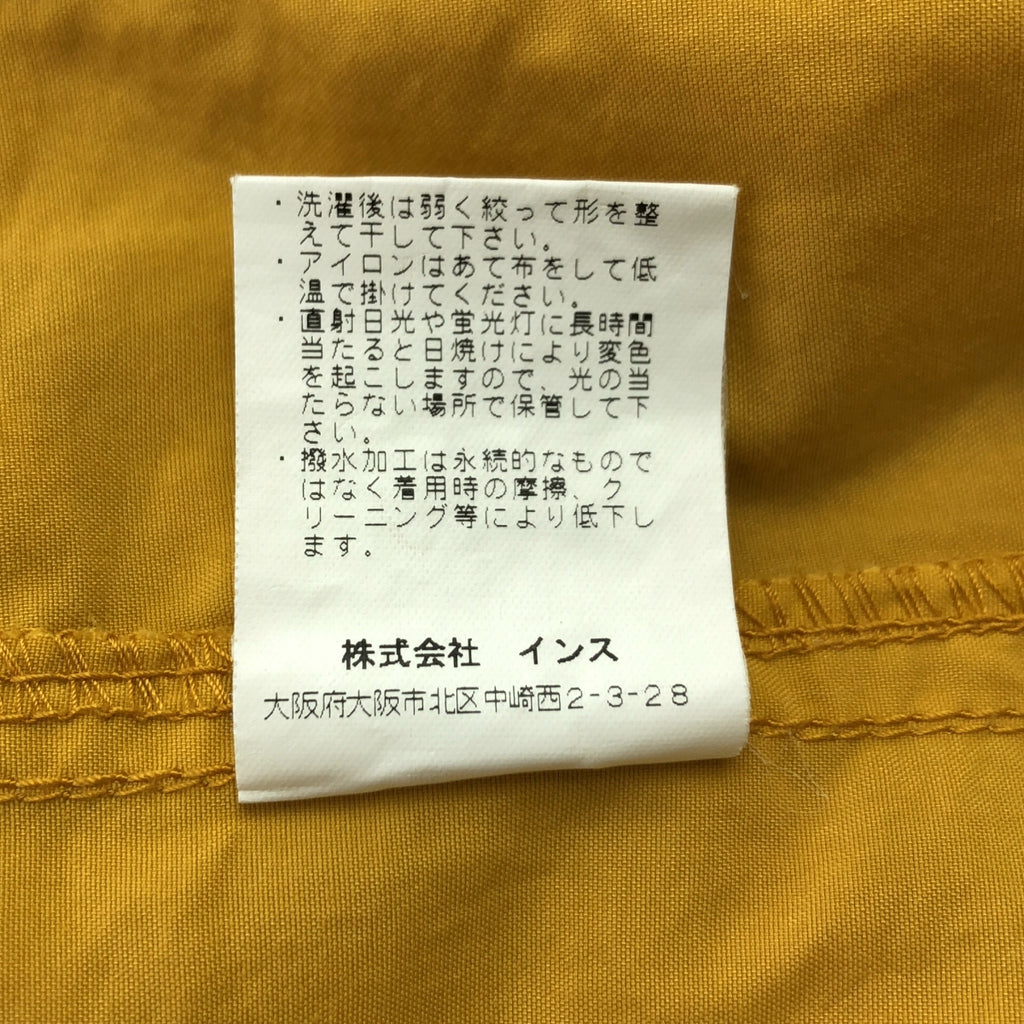 ・洗濯後は弱く絞って形を整
えて干して下さい。
・アイロンはあて布をして低
温で掛けてください。
・直射日光や蛍光灯に長時間
当たると日焼けにより変色
を起こしますので、光の当
たらない場所で保管して下
さい。
・撥水加工は永続的なもので
はなく着用時の摩擦、ク
リーニング等により低下し
ます。
株式会社 インス
大阪府大阪市北区中崎西2-3-28